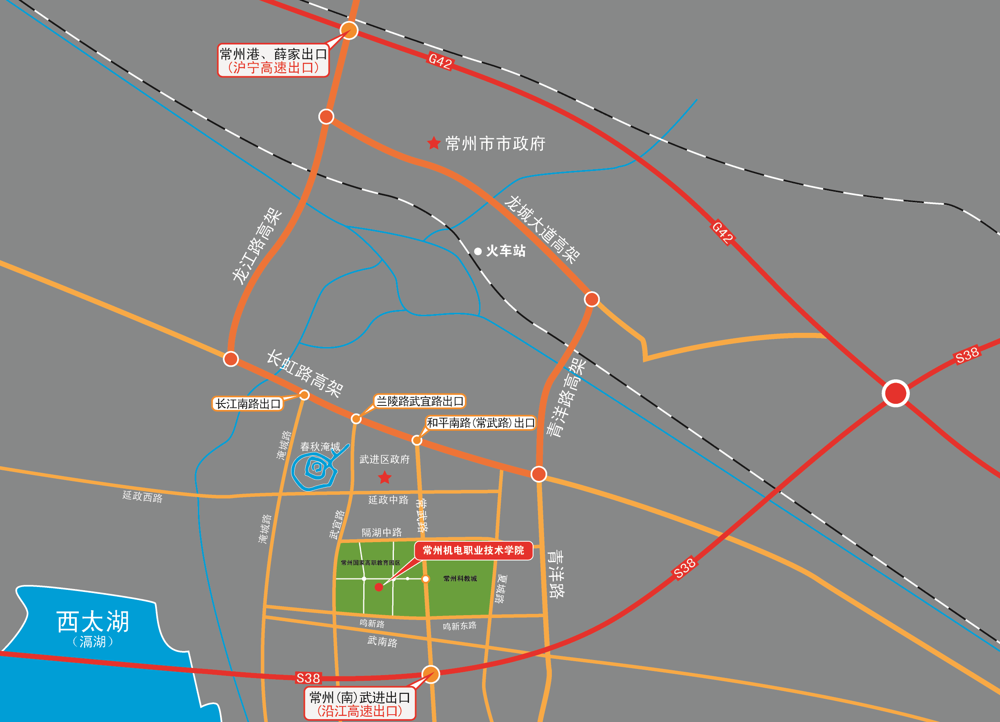 常州港、薛家出口
(沪宁高速出口)
G42
常州市市政府
龙城大道高架
龙江路高架
火车站
G42
S38
长虹路高架
青洋路高架
长江南路出口
兰陵路武宜路出口
和平南路(常武路)出口
淹城路
春秋淹城
武进区政府
延政西路
延政中路
常武路
淹城路
武宜路
隔湖中路
常州机电职业技术学院
常州国家高职教育园区
常州科教城
夏城路
青洋路
S38
西太湖
(滆湖)
鸣新路
鸣新东路
武南路
S38
常州(南)武进出口
(沿江高速出口)